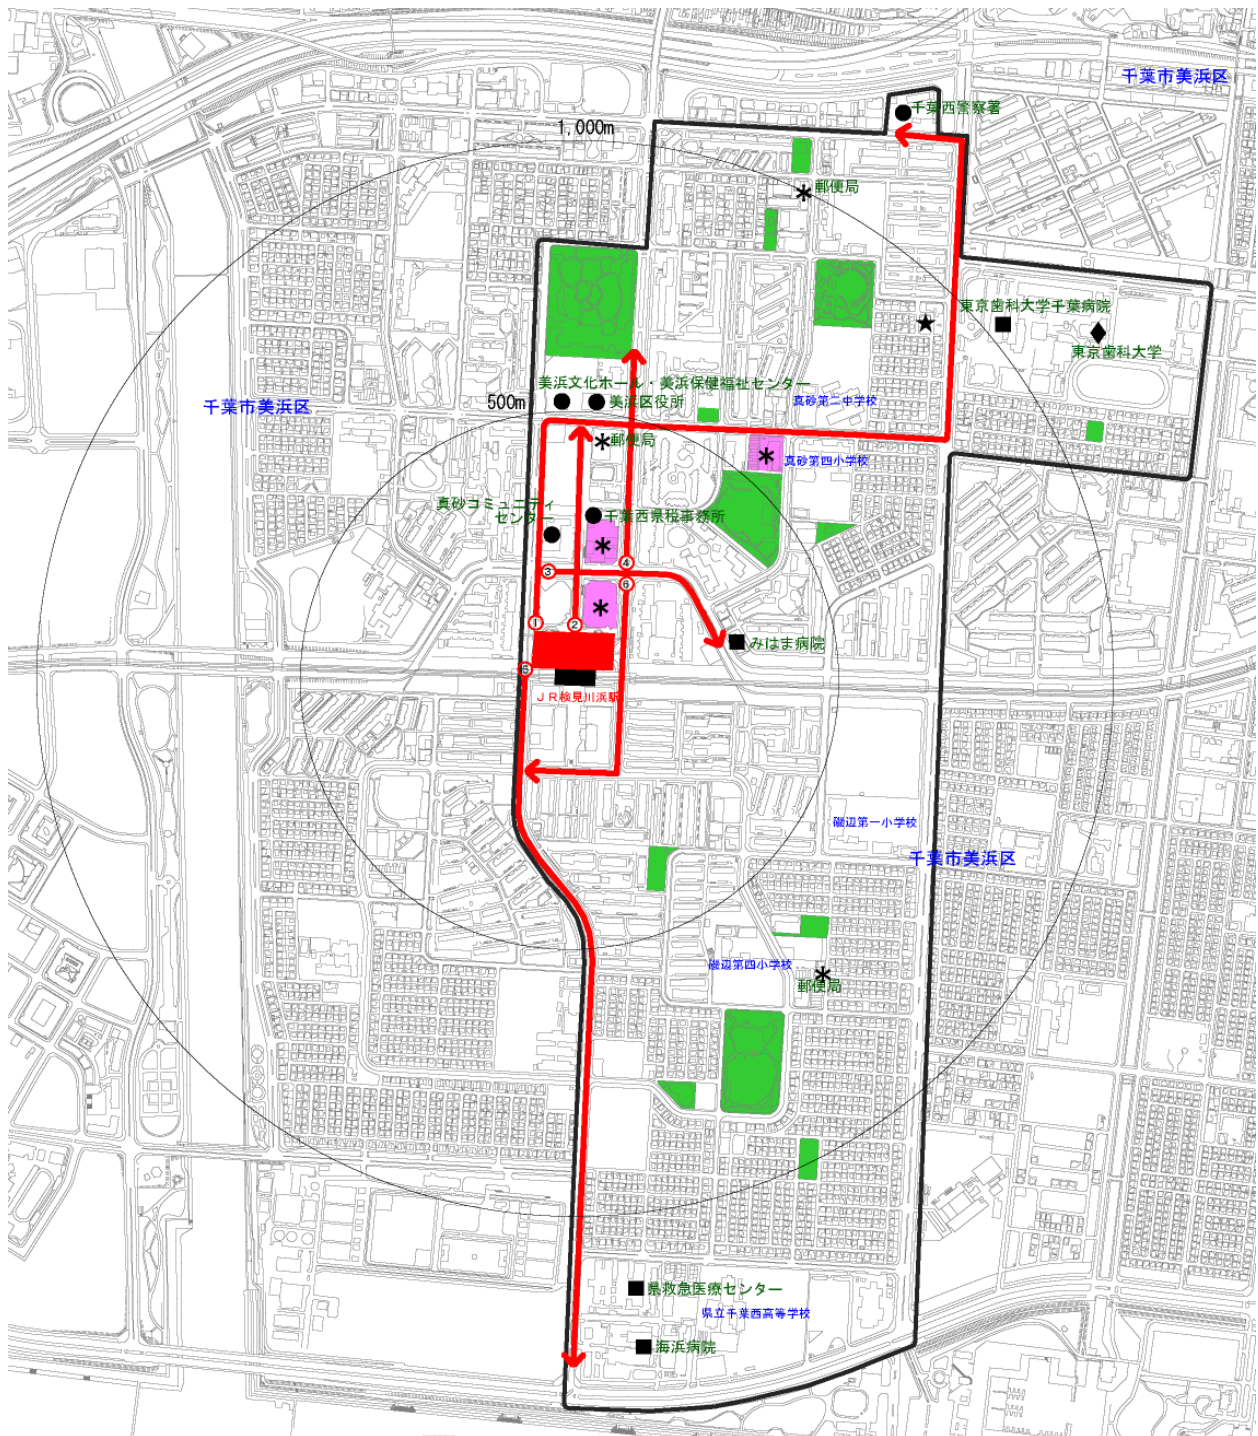 千葉市美浜区
千葉西警察署
1,000m
郵便局
東京歯科大学千葉病院
東京歯科大学
美浜文化ホール・美浜保健福祉センター
500m
美浜区役所
真砂第二中学校
千葉市美浜区
郵便局
真砂第四小学校
真砂コミュニティ
センター
千葉西県税事務所
④
③
⑥
①
②
みはま病院
⑤
JR検見川浜駅
磯辺第一小学校
千葉市美浜区
磯辺第四小学校
郵便局
県救急医療センター
県立千葉西高等学校
海浜病院